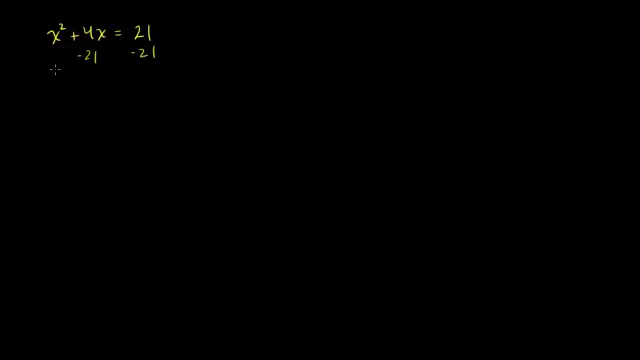 x² + 4x = 21
-21 -21